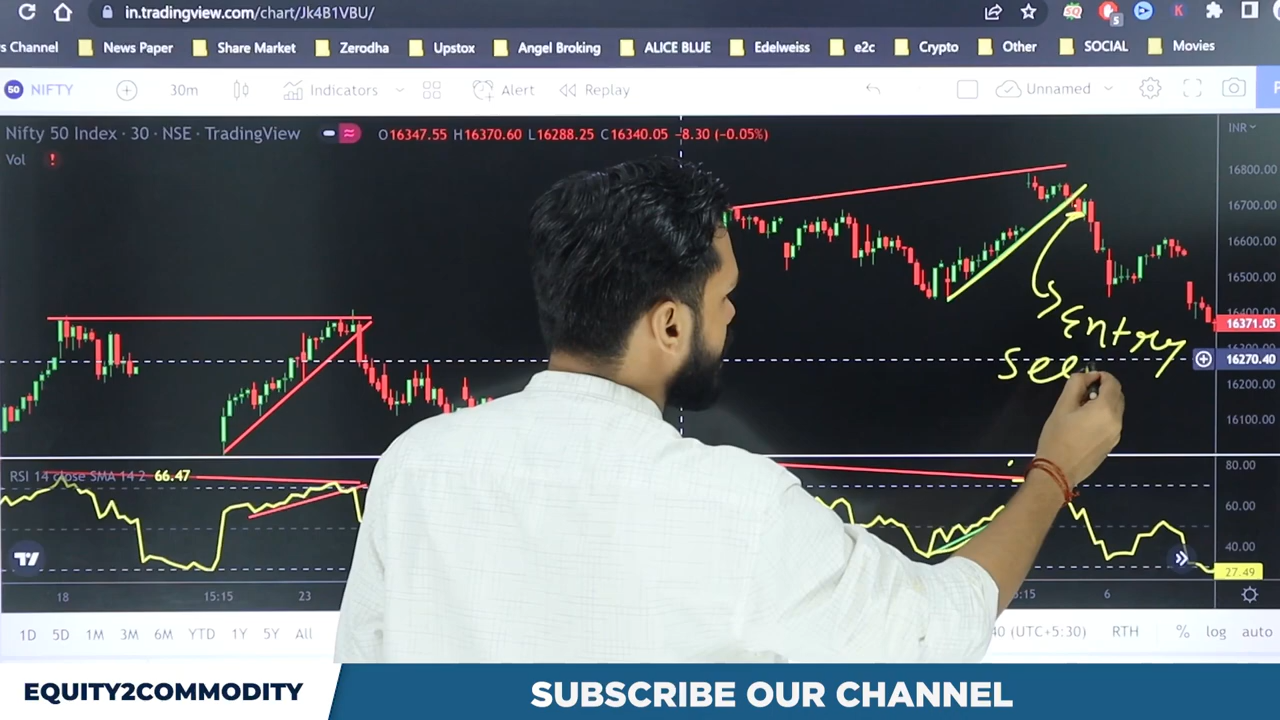 in.tradingview.com/chart/Jk4B1VBU/
s Channel News Paper Share Market Zerodha Upstox Angel Broking ALICE BLUE Edelweiss e2c Crypto Other SOCIAL Movies
50 NIFTY 30m Indicators Alert Replay Unnamed
Nifty 50 Index · 30 · NSE · TradingView O16347.55 H16370.60 L16288.25 C16340.05 −8.30 (−0.05%) INR
Vol !
16800.00
16700.00
16600.00
16500.00
16400.00
16371.05
Entry
See
16270.40
16200.00
16100.00
RSI 14 close SMA 14 2 66.47 80.00
60.00
40.00
27.49
18 15:15 23 :15 6
1D 5D 1M 3M 6M YTD 1Y 5Y All (UTC+5:30) RTH % log auto
EQUITY2COMMODITY SUBSCRIBE OUR CHANNEL